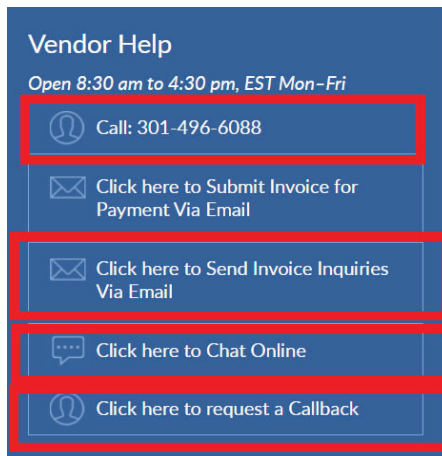 Vendor Help
Open 8:30 am to 4:30 pm, EST Mon–Fri
Call: 301-496-6088
Click here to Submit Invoice for
Payment Via Email
Click here to Send Invoice Inquiries
Via Email
Click here to Chat Online
Click here to request a Callback